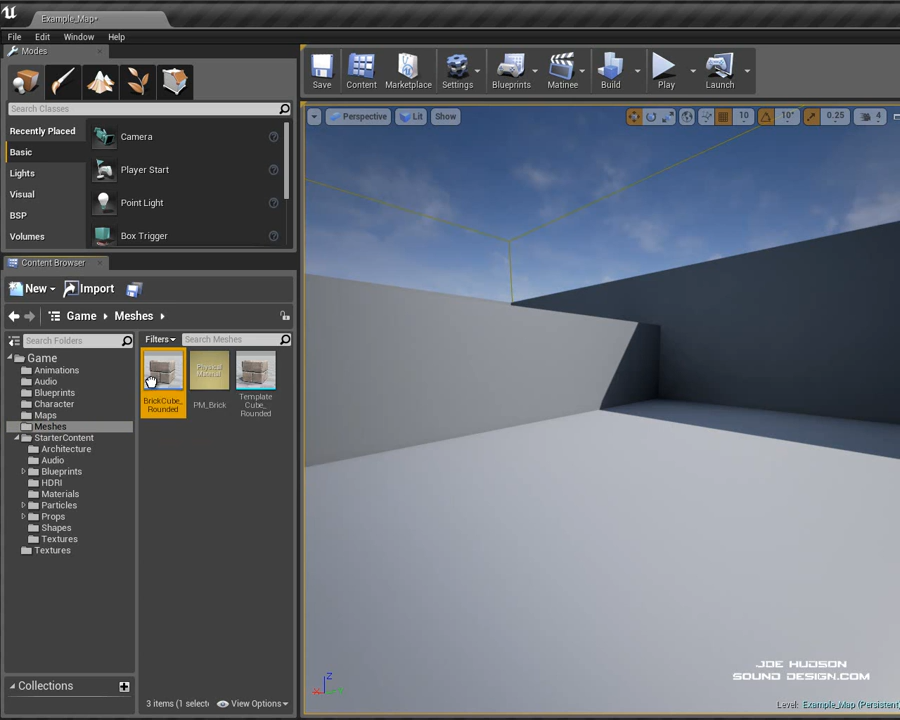 Example_Map*
File Edit Window Help
Modes
Search Classes
Recently Placed
Basic
Lights
Visual
BSP
Volumes
Camera
Player Start
Point Light
Box Trigger
Save Content Marketplace Settings Blueprints Matinee Build Play Launch
Perspective Lit Show 10 10° 0.25 4
Content Browser
New Import
Game Meshes
Search Folders
Filters Search Meshes
Game
Animations
Audio
Blueprints
Character
Maps
Meshes
StarterContent
Architecture
Audio
Blueprints
HDRI
Materials
Particles
Props
Shapes
Textures
Textures
BrickCube_
Rounded
Physical
Material
PM_Brick
Template
Cube_
Rounded
Collections
3 items (1 select
View Options
Z
JOE HUDSON
SOUND DESIGN.COM
Level: Example_Map (Persistent